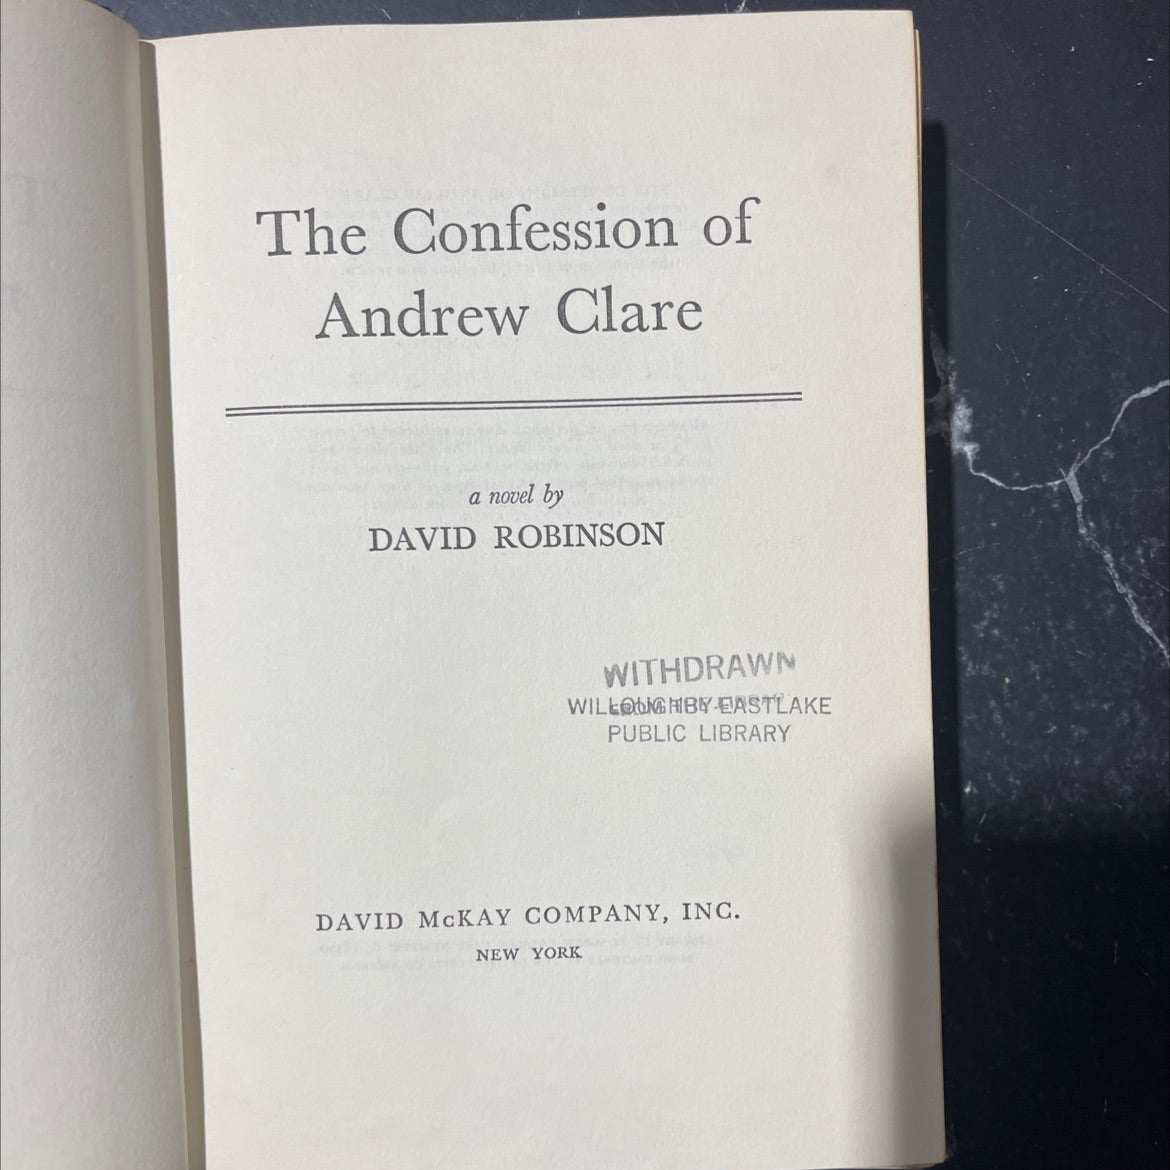 The Confession of
Andrew Clare
a novel by
DAVID ROBINSON
WITHDRAWN
WILLOUGHBY-EASTLAKE
PUBLIC LIBRARY
DAVID McKAY COMPANY, INC.
NEW YORK